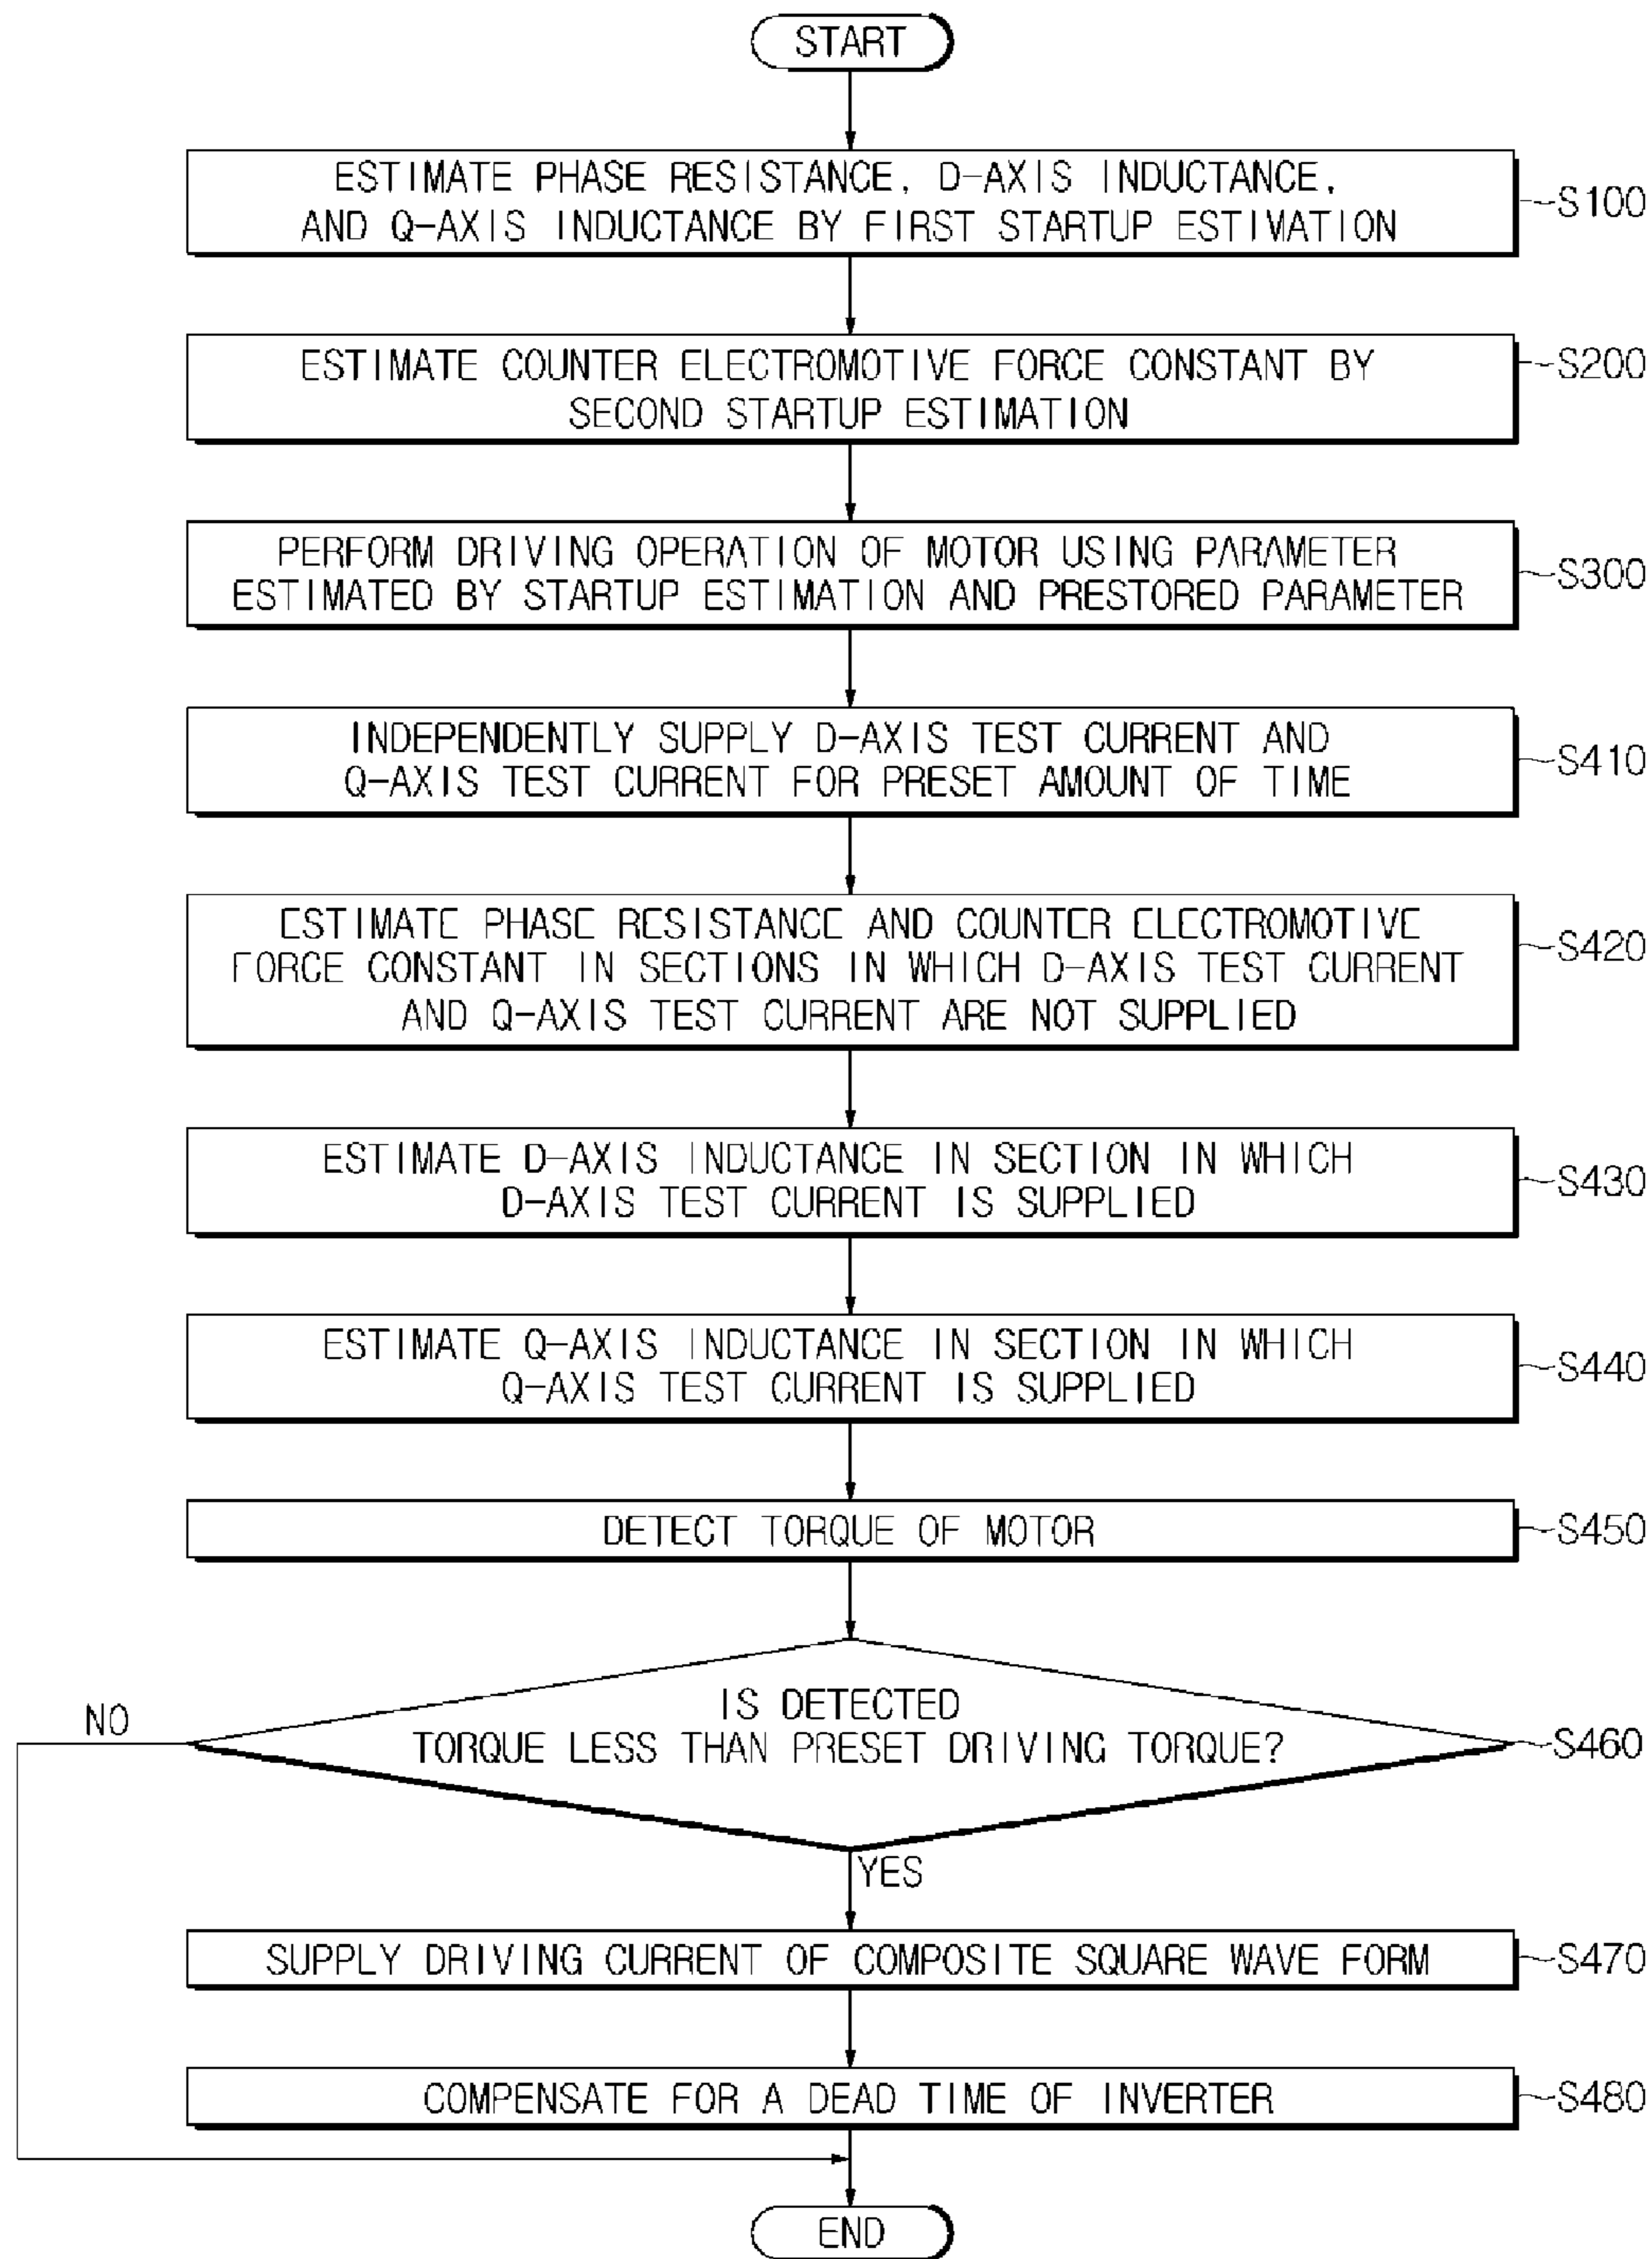 START
ESTIMATE PHASE RESISTANCE, D-AXIS INDUCTANCE,
AND Q-AXIS INDUCTANCE BY FIRST STARTUP ESTIMATION
S100
ESTIMATE COUNTER ELECTROMOTIVE FORCE CONSTANT BY
SECOND STARTUP ESTIMATION
S200
PERFORM DRIVING OPERATION OF MOTOR USING PARAMETER
ESTIMATED BY STARTUP ESTIMATION AND PRESTORED PARAMETER
S300
INDEPENDENTLY SUPPLY D-AXIS TEST CURRENT AND
Q-AXIS TEST CURRENT FOR PRESET AMOUNT OF TIME
S410
ESTIMATE PHASE RESISTANCE AND COUNTER ELECTROMOTIVE
FORCE CONSTANT IN SECTIONS IN WHICH D-AXIS TEST CURRENT
AND Q-AXIS TEST CURRENT ARE NOT SUPPLIED
S420
ESTIMATE D-AXIS INDUCTANCE IN SECTION IN WHICH
D-AXIS TEST CURRENT IS SUPPLIED
S430
ESTIMATE Q-AXIS INDUCTANCE IN SECTION IN WHICH
Q-AXIS TEST CURRENT IS SUPPLIED
S440
DETECT TORQUE OF MOTOR
S450
IS DETECTED
TORQUE LESS THAN PRESET DRIVING TORQUE?
S460
NO
YES
SUPPLY DRIVING CURRENT OF COMPOSITE SQUARE WAVE FORM
S470
COMPENSATE FOR A DEAD TIME OF INVERTER
S480
END